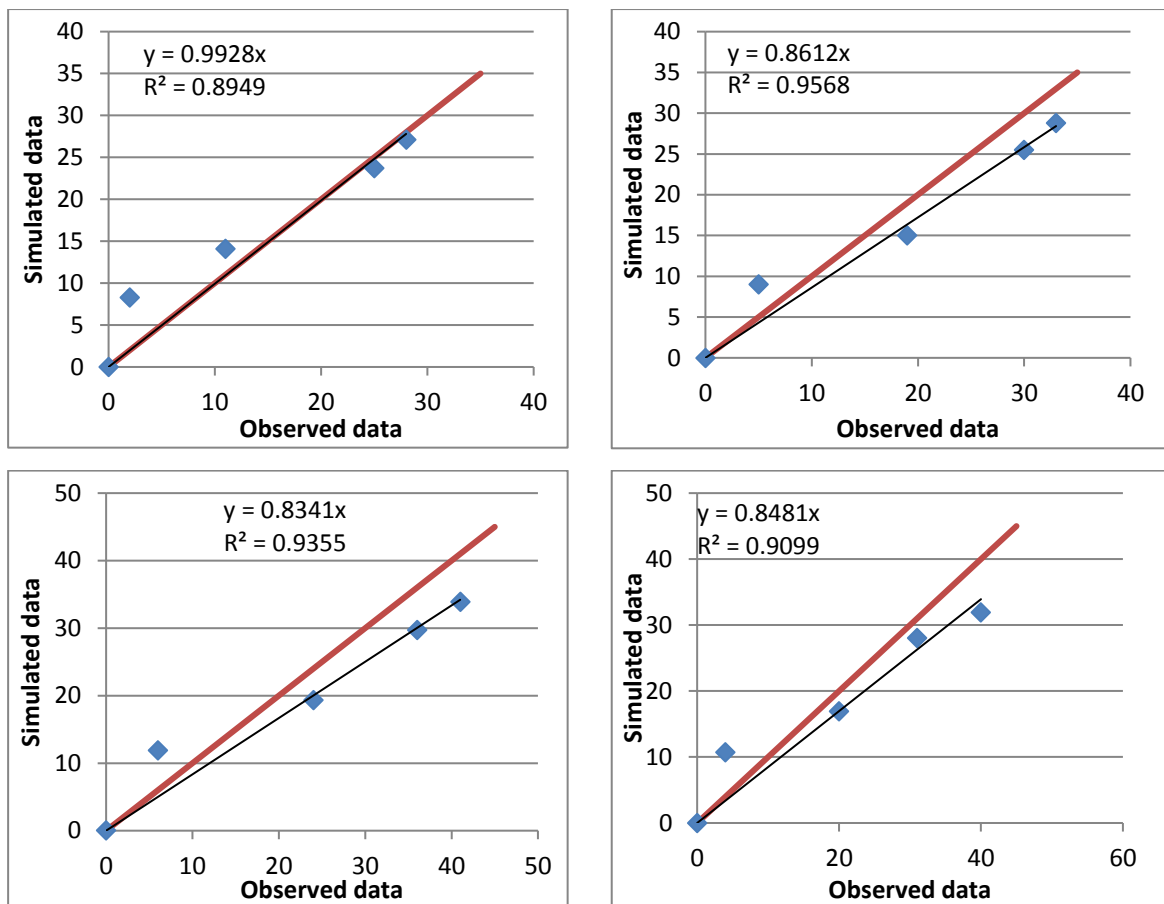 40
35
30
25
20
15
10
5
0
y = 0.9928x
R² = 0.8949
Simulated data
0 10 20 30 40
Observed data
40
35
30
25
20
15
10
5
0
y = 0.8612x
R² = 0.9568
Simulated data
0 10 20 30 40
Observed data
50
40
30
20
10
0
y = 0.8341x
R² = 0.9355
Simulated data
0 10 20 30 40 50
Observed data
50
40
30
20
10
0
y = 0.8481x
R² = 0.9099
Simulated data
0 20 40 60
Observed data